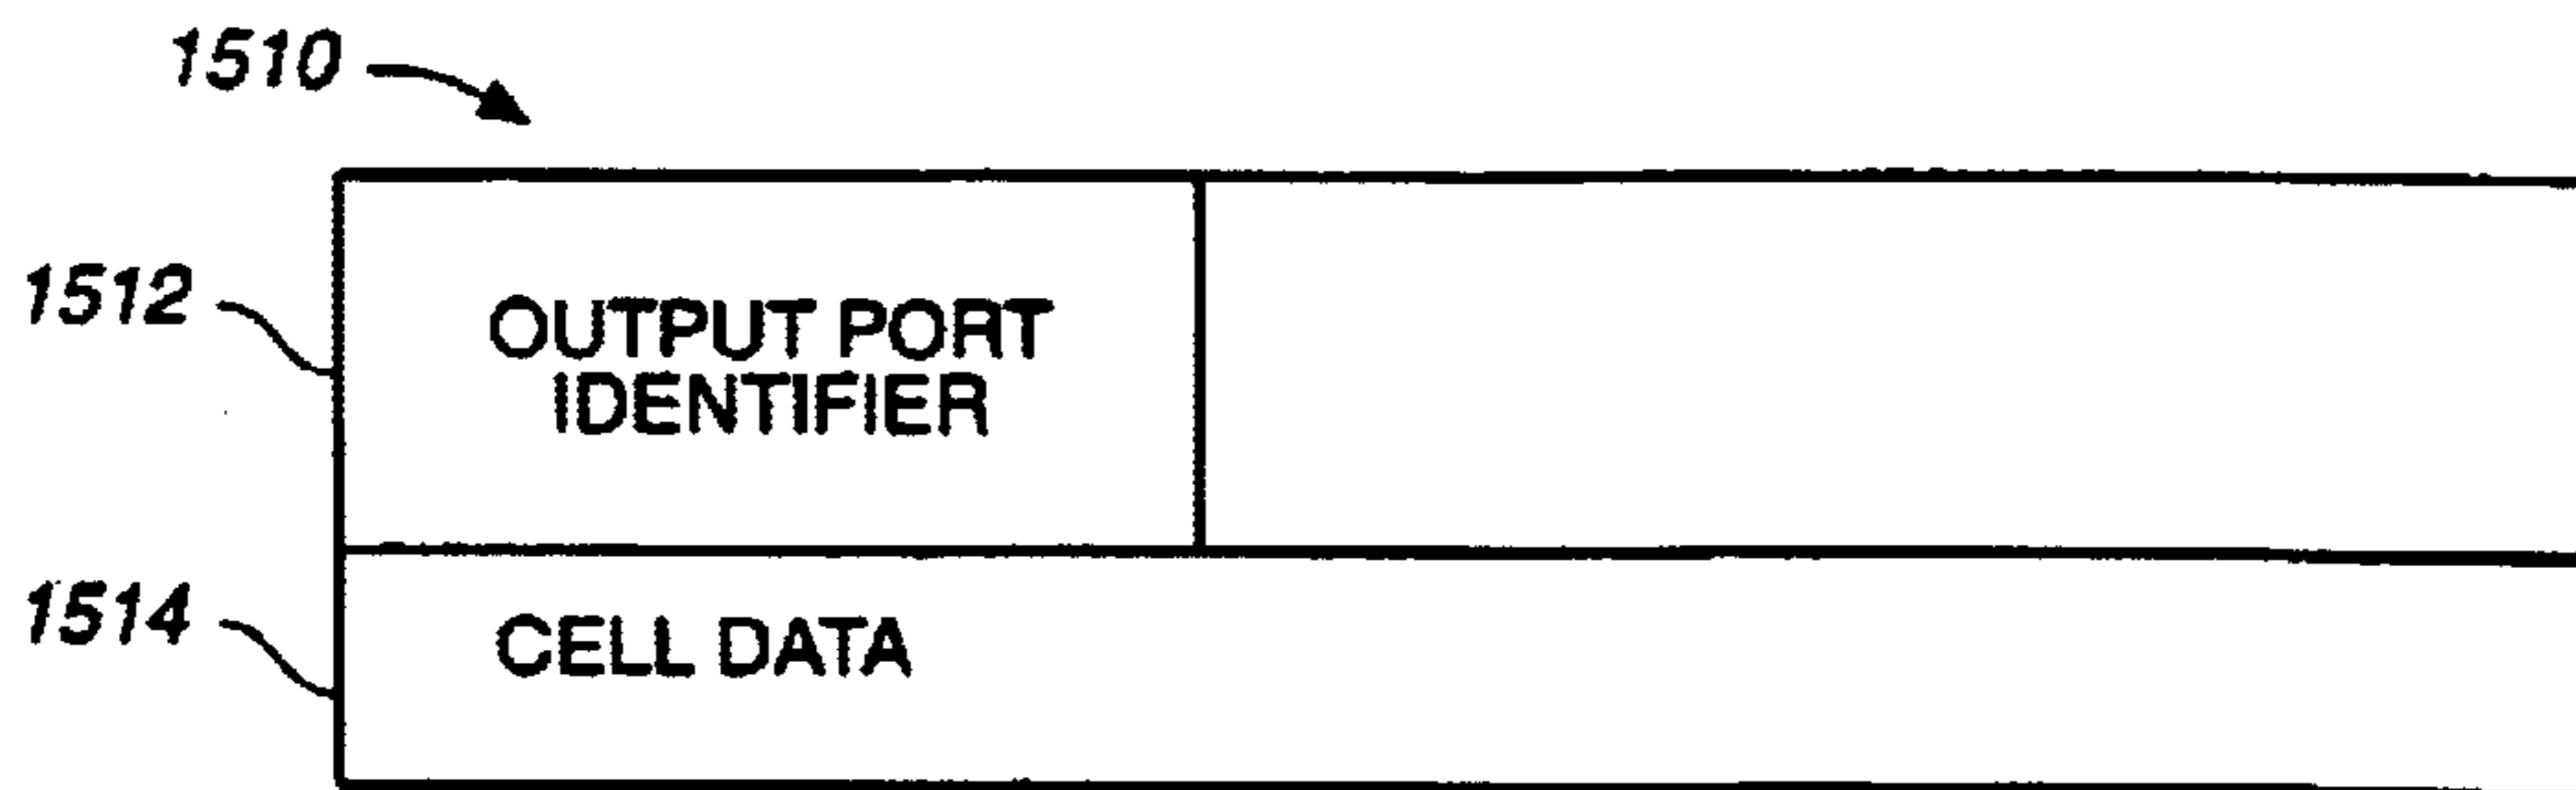 1510
1512
OUTPUT PORT
IDENTIFIER
1514
CELL DATA